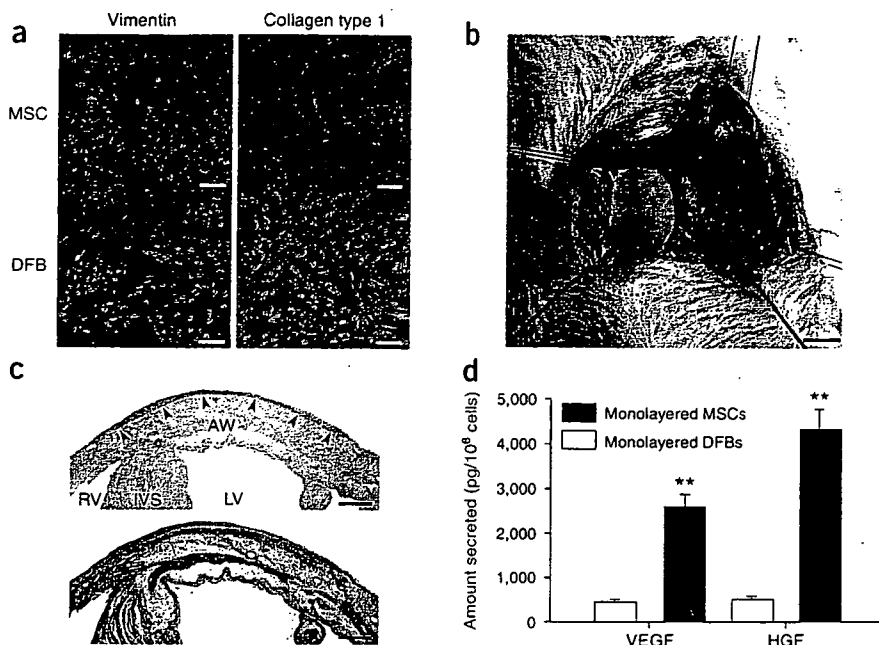 a
Vimentin
Collagen type 1
MSC
DFB
b
c
AW
RV
IVS
LV
d
5,000
4,000
3,000
2,000
1,000
0
Amount secreted (pg/10⁶ cells)
Monolayered MSCs
Monolayered DFBs
**
**
VEGF
HGF